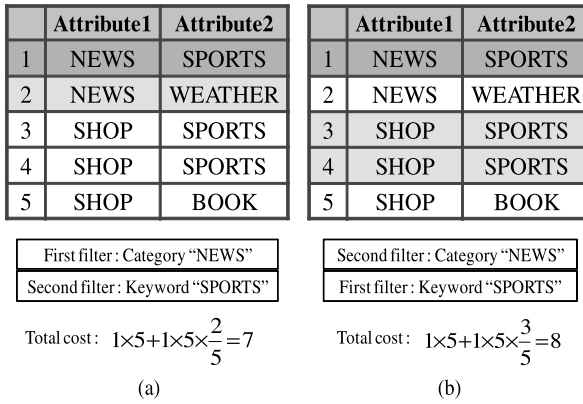 Attribute1 Attribute2
1 NEWS SPORTS
2 NEWS WEATHER
3 SHOP SPORTS
4 SHOP SPORTS
5 SHOP BOOK
First filter : Category “NEWS”
Second filter : Keyword “SPORTS”
Total cost : 1×5+1×5×2/5=7
(a)
Attribute1 Attribute2
1 NEWS SPORTS
2 NEWS WEATHER
3 SHOP SPORTS
4 SHOP SPORTS
5 SHOP BOOK
Second filter : Category “NEWS”
First filter : Keyword “SPORTS”
Total cost : 1×5+1×5×3/5=8
(b)